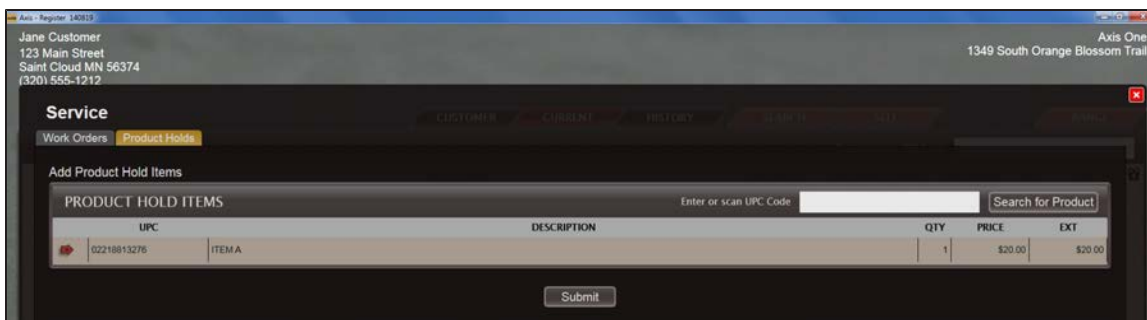 Axis - Register 140819
Jane Customer
123 Main Street
Saint Cloud MN 56374
(320) 555-1212
Axis One
1349 South Orange Blossom Trail
Service
CUSTOMER CURRENT HISTORY SEARCH
Work Orders Product Holds
Add Product Hold Items
PRODUCT HOLD ITEMS Enter or scan UPC Code Search for Product
UPC DESCRIPTION QTY PRICE EXT
02218813276 ITEM A 1 $20.00 $20.00
Submit